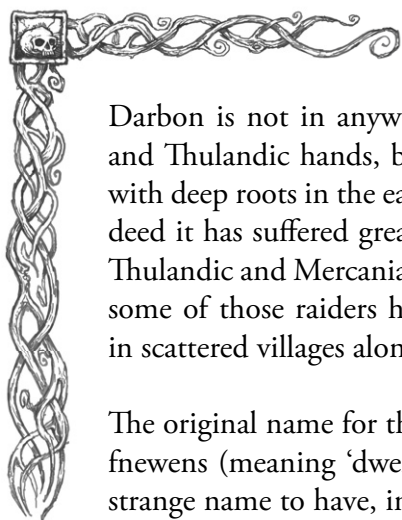 Darbon is not in anyw
and Thulandic hands, b
with deep roots in the ea
deed it has suffered grea
Thulandic and Mercania
some of those raiders h
in scattered villages alon
The original name for th
fnewens (meaning ‘dwe
strange name to have, in